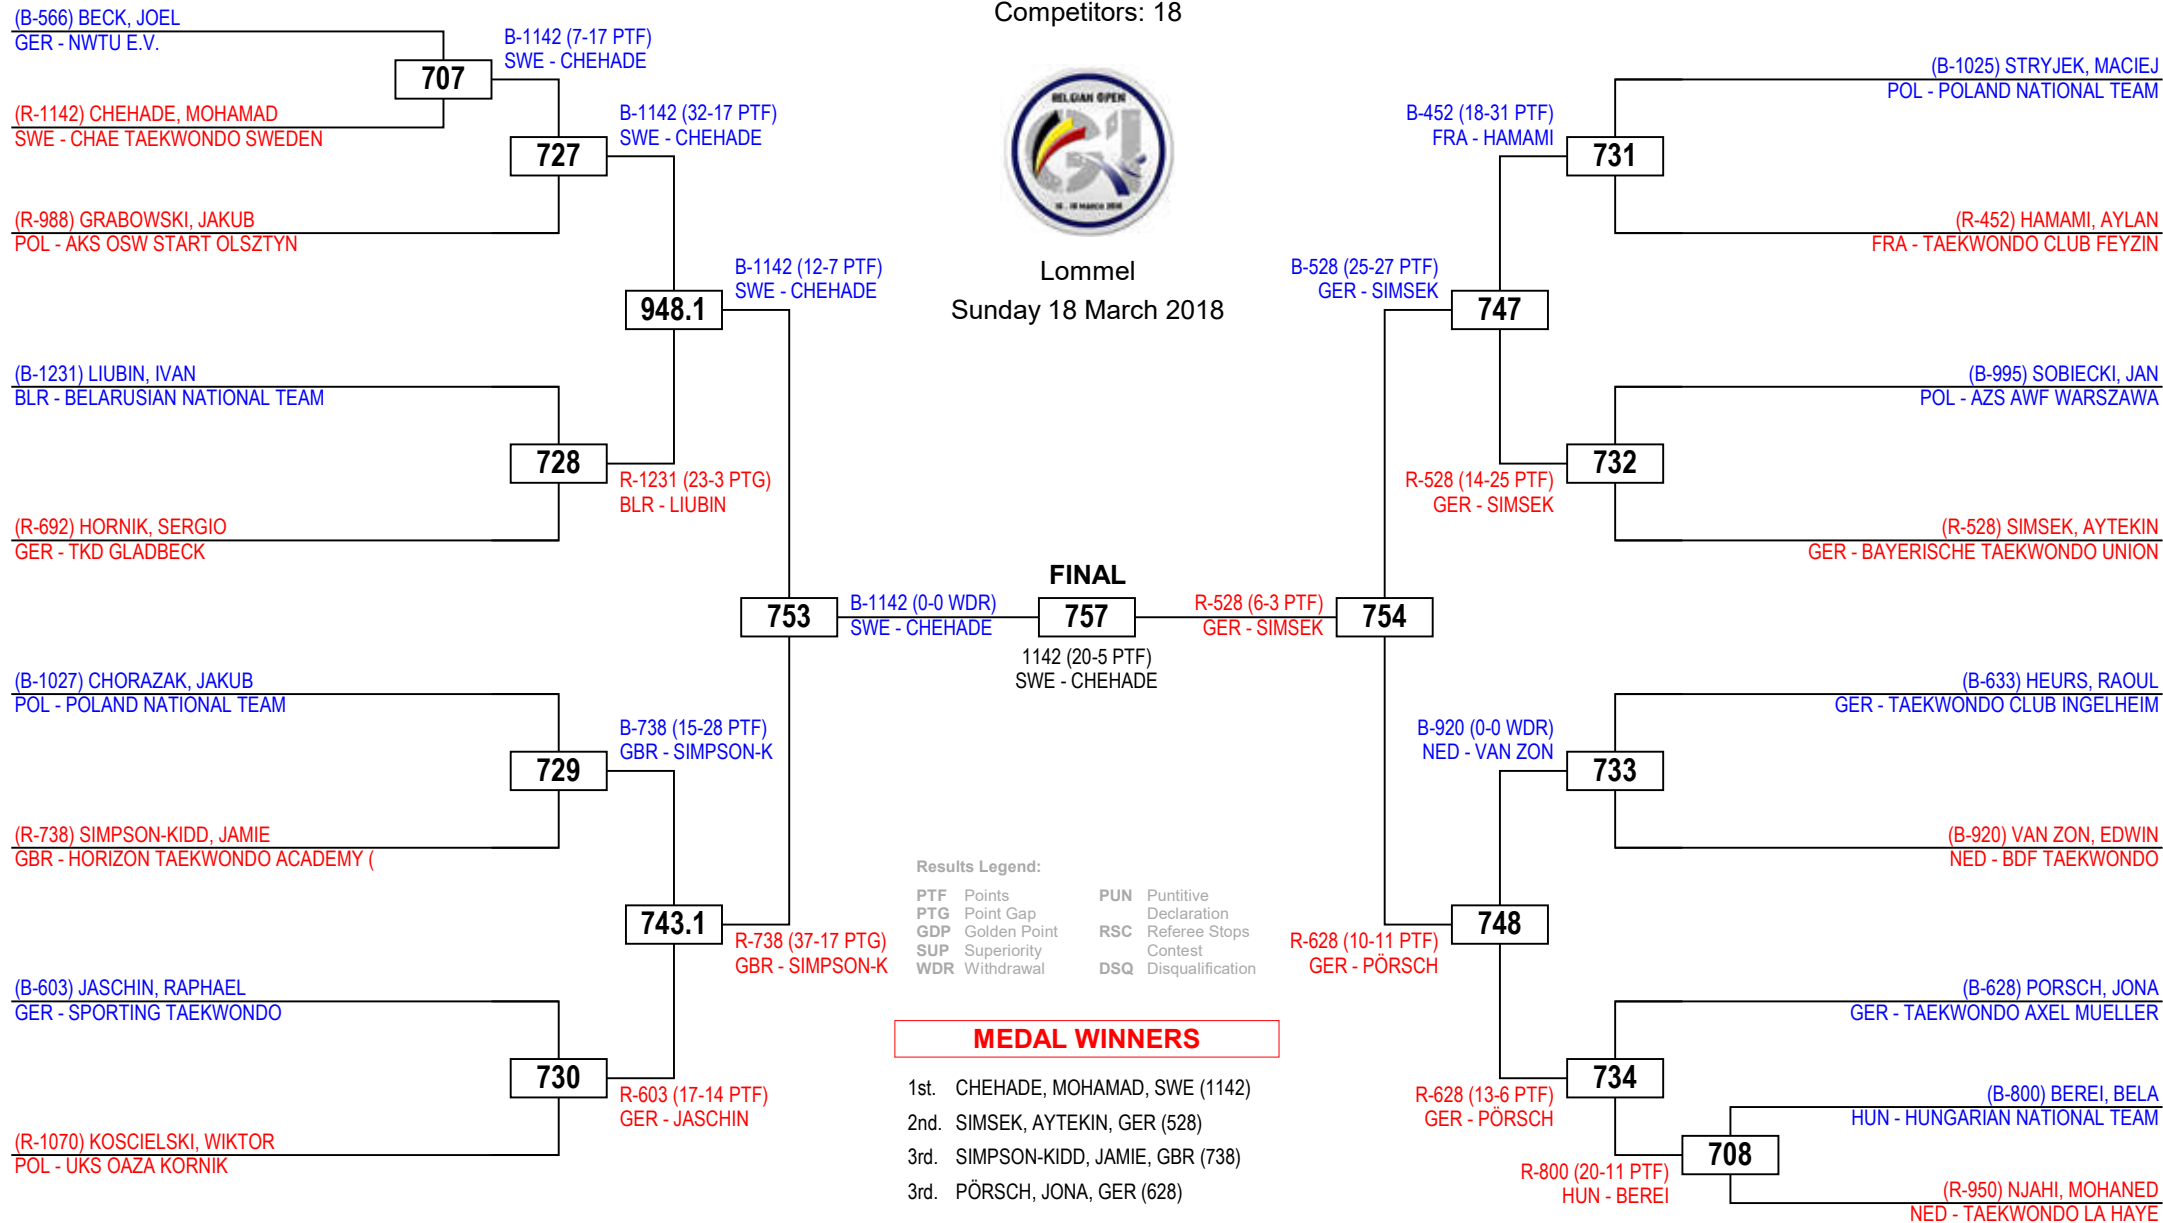 Competitors: 18
BELGIAN OPEN
G1
Lommel
Sunday 18 March 2018
(B-566) BECK, JOEL
GER - NWTU E.V.
707
(R-1142) CHEHADE, MOHAMAD
SWE - CHAE TAEKWONDO SWEDEN
B-1142 (7-17 PTF)
SWE - CHEHADE
727
(R-988) GRABOWSKI, JAKUB
POL - AKS OSW START OLSZTYN
B-1142 (32-17 PTF)
SWE - CHEHADE
948.1
B-1142 (12-7 PTF)
SWE - CHEHADE
(B-1231) LIUBIN, IVAN
BLR - BELARUSIAN NATIONAL TEAM
728
R-1231 (23-3 PTG)
BLR - LIUBIN
(R-692) HORNIK, SERGIO
GER - TKD GLADBECK
753
B-1142 (0-0 WDR)
SWE - CHEHADE
(B-1027) CHORAZAK, JAKUB
POL - POLAND NATIONAL TEAM
729
B-738 (15-28 PTF)
GBR - SIMPSON-K
(R-738) SIMPSON-KIDD, JAMIE
GBR - HORIZON TAEKWONDO ACADEMY (
743.1
R-738 (37-17 PTG)
GBR - SIMPSON-K
(B-603) JASCHIN, RAPHAEL
GER - SPORTING TAEKWONDO
730
R-603 (17-14 PTF)
GER - JASCHIN
(R-1070) KOSCIELSKI, WIKTOR
POL - UKS OAZA KORNIK
FINAL
757
1142 (20-5 PTF)
SWE - CHEHADE
(B-1025) STRYJEK, MACIEJ
POL - POLAND NATIONAL TEAM
B-452 (18-31 PTF)
FRA - HAMAMI
731
(R-452) HAMAMI, AYLAN
FRA - TAEKWONDO CLUB FEYZIN
B-528 (25-27 PTF)
GER - SIMSEK
747
(B-995) SOBIECKI, JAN
POL - AZS AWF WARSZAWA
732
R-528 (14-25 PTF)
GER - SIMSEK
(R-528) SIMSEK, AYTEKIN
GER - BAYERISCHE TAEKWONDO UNION
R-528 (6-3 PTF)
GER - SIMSEK
754
(B-633) HEURS, RAOUL
GER - TAEKWONDO CLUB INGELHEIM
B-920 (0-0 WDR)
NED - VAN ZON
733
(B-920) VAN ZON, EDWIN
NED - BDF TAEKWONDO
748
R-628 (10-11 PTF)
GER - PÖRSCH
(B-628) PORSCH, JONA
GER - TAEKWONDO AXEL MUELLER
734
R-628 (13-6 PTF)
GER - PÖRSCH
(B-800) BEREI, BELA
HUN - HUNGARIAN NATIONAL TEAM
708
R-800 (20-11 PTF)
HUN - BEREI
(R-950) NJAHI, MOHANED
NED - TAEKWONDO LA HAYE
Results Legend:
PTF Points
PTG Point Gap
GDP Golden Point
SUP Superiority
WDR Withdrawal
PUN Puntitive
Declaration
RSC Referee Stops
Contest
DSQ Disqualification
MEDAL WINNERS
1st. CHEHADE, MOHAMAD, SWE (1142)
2nd. SIMSEK, AYTEKIN, GER (528)
3rd. SIMPSON-KIDD, JAMIE, GBR (738)
3rd. PÖRSCH, JONA, GER (628)